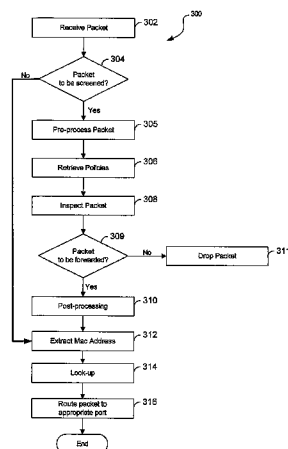 300
Receive Packet
302
304
Packet
to be screened?
No
Yes
Pre-process Packet
305
Retrieve Policies
306
Inspect Packet
308
309
Packet
to be forwarded?
No
Drop Packet
311
Yes
Post-processing
310
Extract Mac Address
312
Look-up
314
Route packet to
appropriate port
316
End